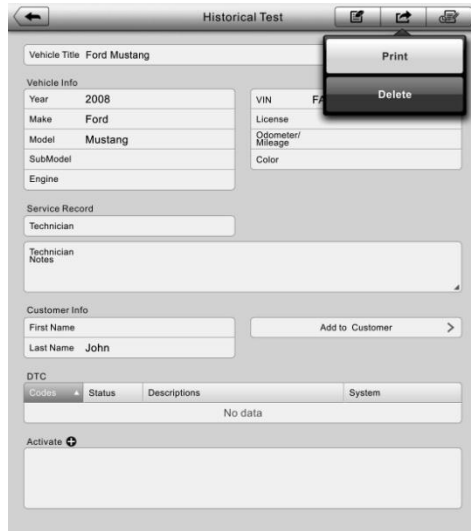 Historical Test
Vehicle Title Ford Mustang
Print
Delete
Vehicle Info
Year 2008
Make Ford
Model Mustang
SubModel
Engine
VIN
License
Odometer/
Mileage
Color
Service Record
Technician
Technician
Notes
Customer Info
First Name
Last Name John
Add to Customer
DTC
Codes Status Descriptions System
No data
Activate